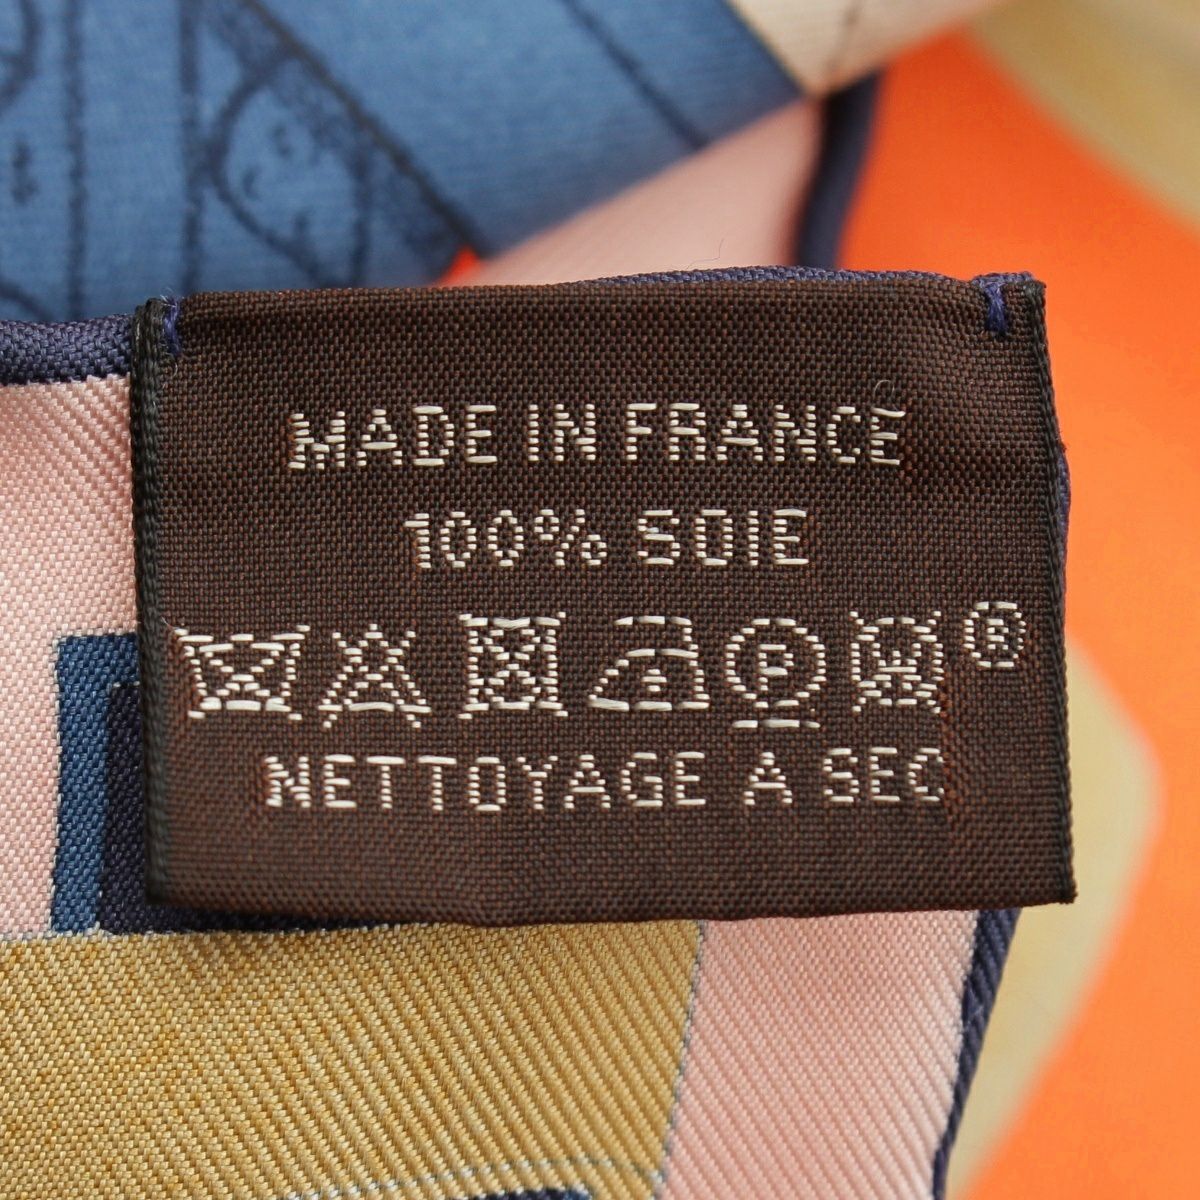 MADE IN FRANCE
100% SOIE
P W ®
NETTOYAGE A SEC